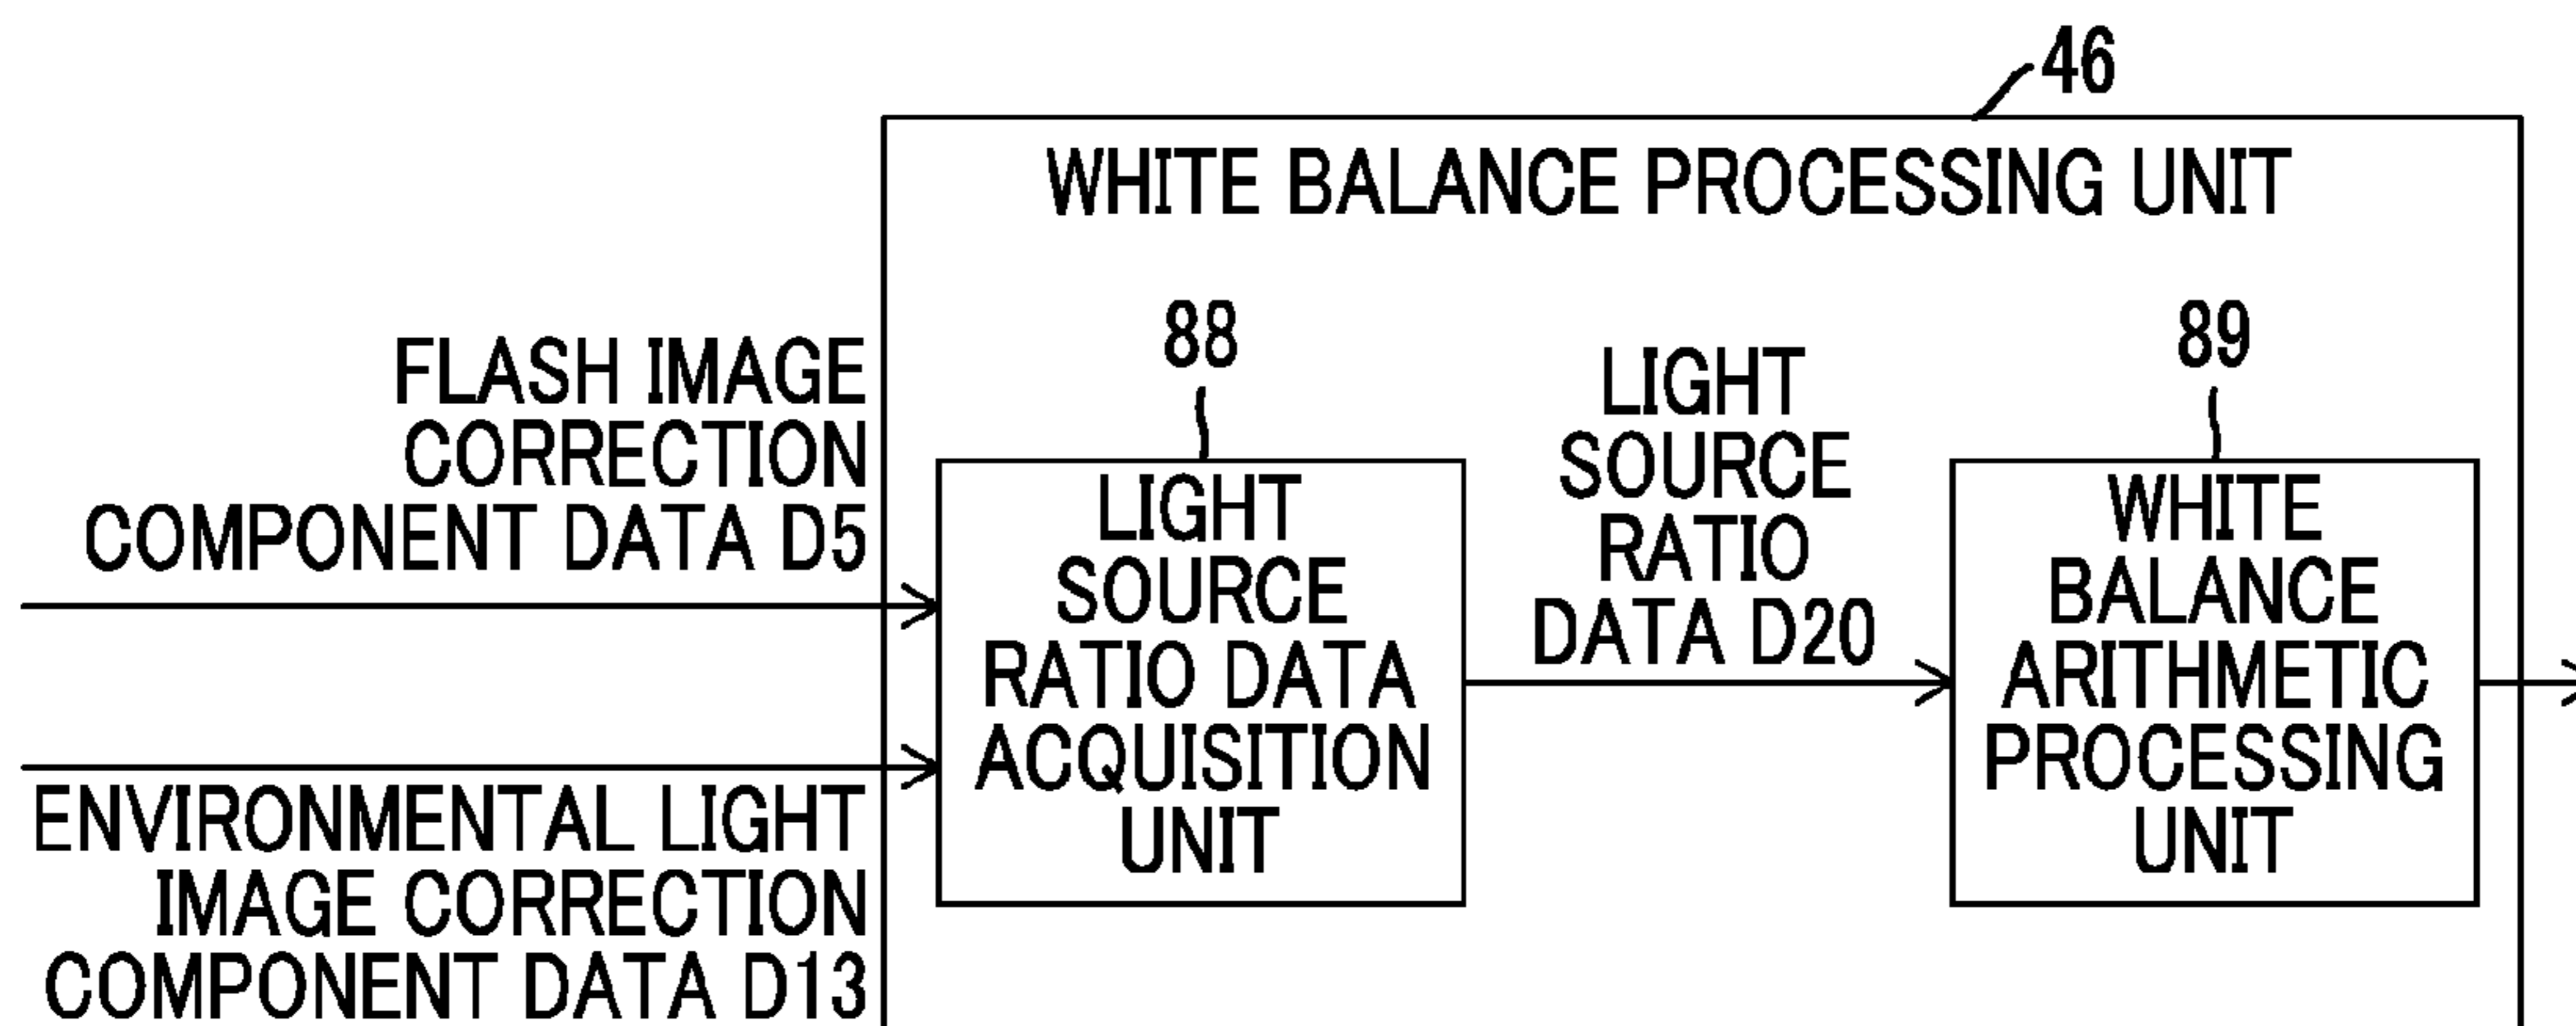 46
WHITE BALANCE PROCESSING UNIT
FLASH IMAGE
CORRECTION
COMPONENT DATA D5
ENVIRONMENTAL LIGHT
IMAGE CORRECTION
COMPONENT DATA D13
88
LIGHT
SOURCE
RATIO DATA
ACQUISITION
UNIT
LIGHT
SOURCE
RATIO
DATA D20
89
WHITE
BALANCE
ARITHMETIC
PROCESSING
UNIT